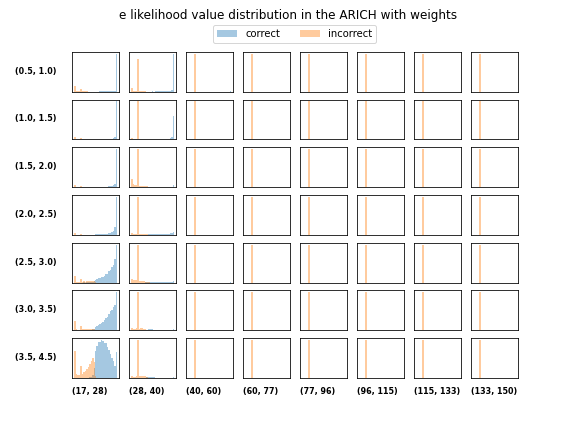 e likelihood value distribution in the ARICH with weights
correct incorrect
(0.5, 1.0)
(1.0, 1.5)
(1.5, 2.0)
(2.0, 2.5)
(2.5, 3.0)
(3.0, 3.5)
(3.5, 4.5)
(17, 28) (28, 40) (40, 60) (60, 77) (77, 96) (96, 115) (115, 133) (133, 150)